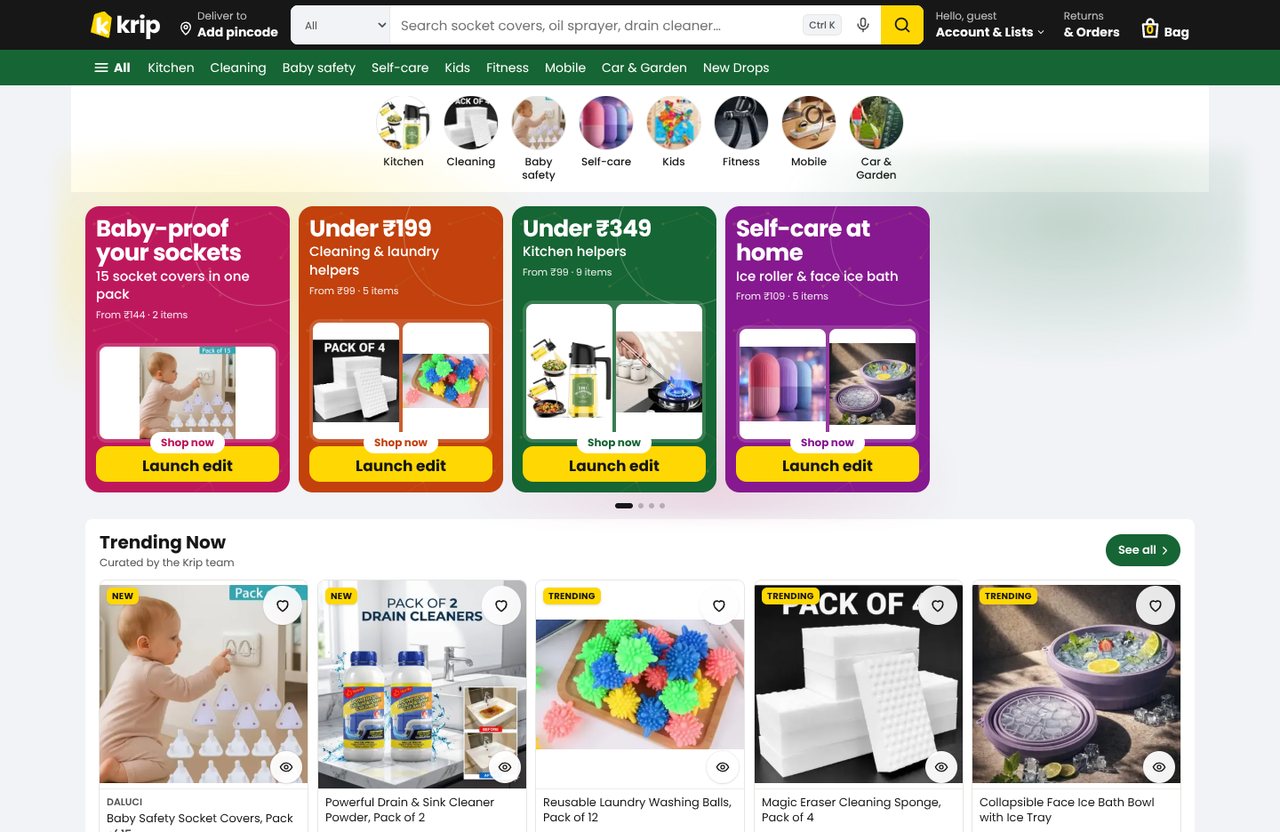 krip
Deliver to
Add pincode
All
Search socket covers, oil sprayer, drain cleaner...
Ctrl K
Hello, guest
Account & Lists
Returns
& Orders
0
Bag
All
Kitchen
Cleaning
Baby safety
Self-care
Kids
Fitness
Mobile
Car & Garden
New Drops
Kitchen
Cleaning
Baby
safety
Self-care
Kids
Fitness
Mobile
Car &
Garden
Baby-proof
your sockets
15 socket covers in one
pack
From ₹144 · 2 items
Pack of 15
Shop now
Launch edit
Under ₹199
Cleaning & laundry
helpers
From ₹99 · 5 items
PACK OF 4
Shop now
Launch edit
Under ₹349
Kitchen helpers
From ₹99 · 9 items
Shop now
Launch edit
Self-care at
home
Ice roller & face ice bath
From ₹109 · 5 items
Shop now
Launch edit
Trending Now
Curated by the Krip team
See all
NEW
Pack
NEW
PACK OF 2
DRAIN CLEANERS
TRENDING
TRENDING
PACK OF 4
TRENDING
DALUCI
Baby Safety Socket Covers, Pack
Powerful Drain & Sink Cleaner
Powder, Pack of 2
Reusable Laundry Washing Balls,
Pack of 12
Magic Eraser Cleaning Sponge,
Pack of 4
Collapsible Face Ice Bath Bowl
with Ice Tray